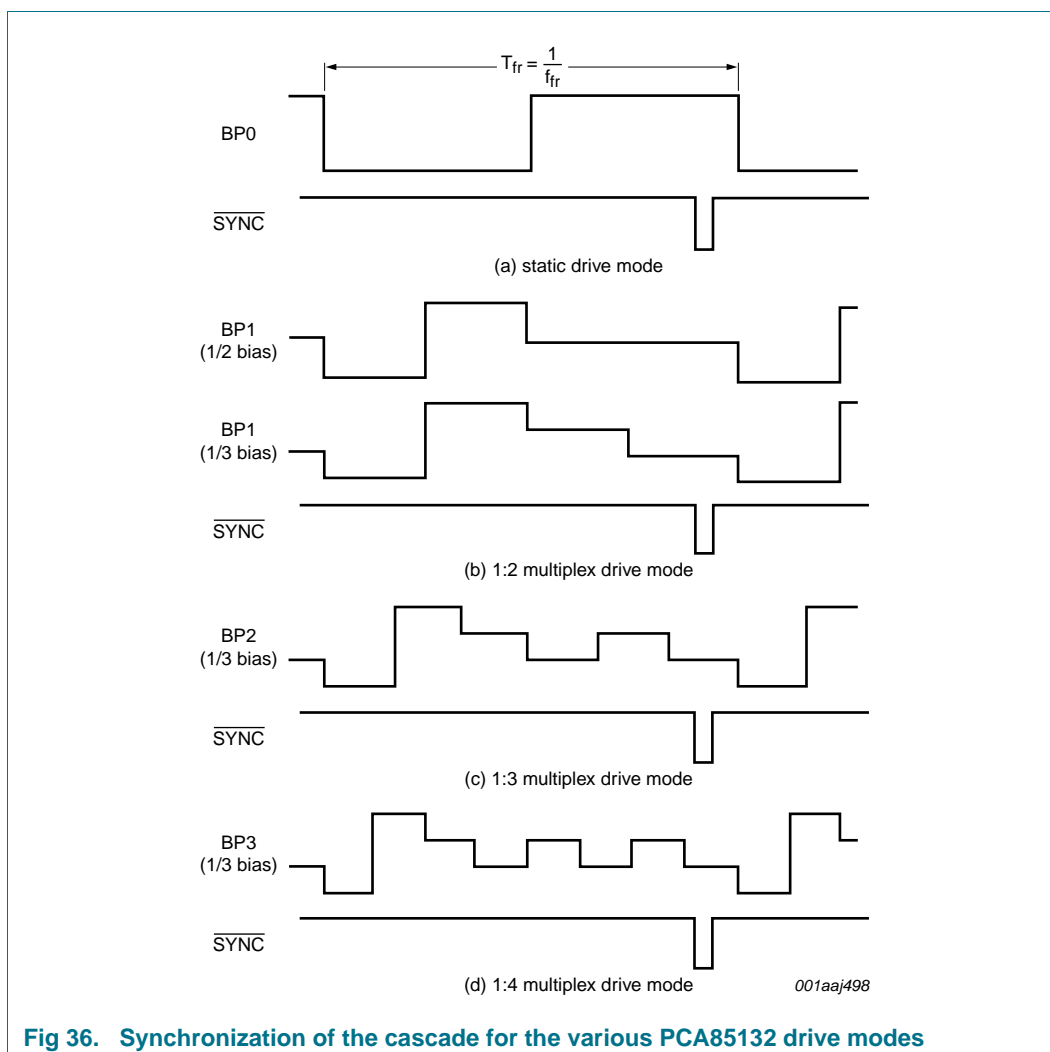 Tfr = 1/ffr
BP0
SYNC
(a) static drive mode
BP1
(1/2 bias)
BP1
(1/3 bias)
SYNC
(b) 1:2 multiplex drive mode
BP2
(1/3 bias)
SYNC
(c) 1:3 multiplex drive mode
BP3
(1/3 bias)
SYNC
(d) 1:4 multiplex drive mode
001aaj498
Fig 36. Synchronization of the cascade for the various PCA85132 drive modes